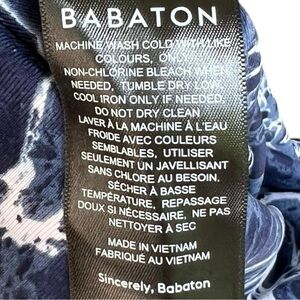 BABATON
MACHINE WASH COLD WITH LIKE
COLOURS, ONLY
NON-CHLORINE BLEACH WHEN
NEEDED, TUMBLE DRY LOW,
COOL IRON ONLY IF NEEDED,
DO NOT DRY CLEAN
LAVER À LA MACHINE À L'EAU
FROIDE AVEC COULEURS
SEMBLABLES, UTILISER
SEULEMENT UN JAVELLISANT
SANS CHLORE AU BESOIN,
SÉCHER À BASSE
TEMPÉRATURE, REPASSAGE
DOUX SI NÉCESSAIRE, NE PAS
NETTOYER À SEC
MADE IN VIETNAM
FABRIQUÉ AU VIETNAM
Sincerely, Babaton